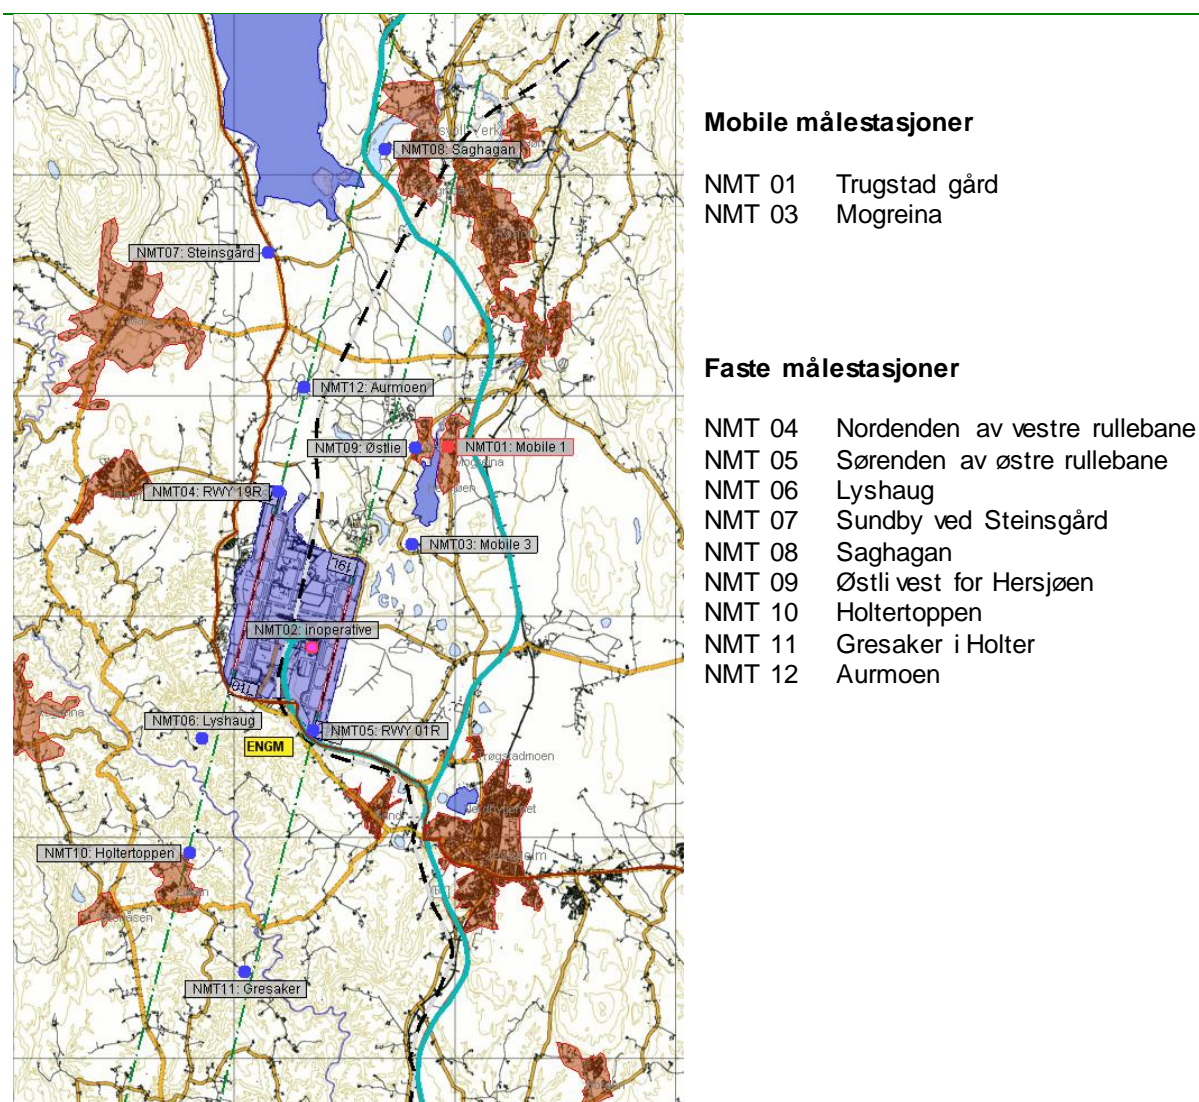 NMT08: Saghagan
NMT07: Steinsgård
NMT12: Aurmoen
NMT09: Østlie
NMT01: Mobile 1
Mogreina
NMT04: RWY 19R
NMT03: Mobile 3
19L
NMT02: inoperative
01L
NMT06: Lyshaug
NMT05: RWY 01R
ENGM
NMT10: Holtertoppen
NMT11: Gresaker
Mobile målestasjoner
NMT 01 Trugstad gård
NMT 03 Mogreina
Faste målestasjoner
NMT 04 Nordenden av vestre rullebane
NMT 05 Sørenden av østre rullebane
NMT 06 Lyshaug
NMT 07 Sundby ved Steinsgård
NMT 08 Saghagan
NMT 09 Østli vest for Hersjøen
NMT 10 Holtertoppen
NMT 11 Gresaker i Holter
NMT 12 Aurmoen